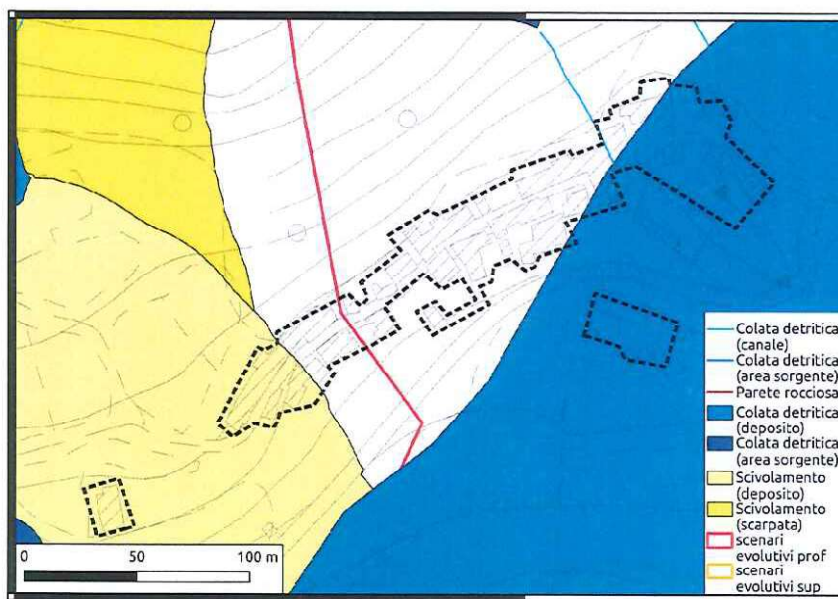 Colata detritica
(canale)
Colata detritica
(area sorgente)
Parete rocciosa
Colata detritica
(deposito)
Colata detritica
(area sorgente)
Scivolamento
(deposito)
Scivolamento
(scarpata)
scenari
evolutivi prof
scenari
evolutivi sup
0 50 100 m